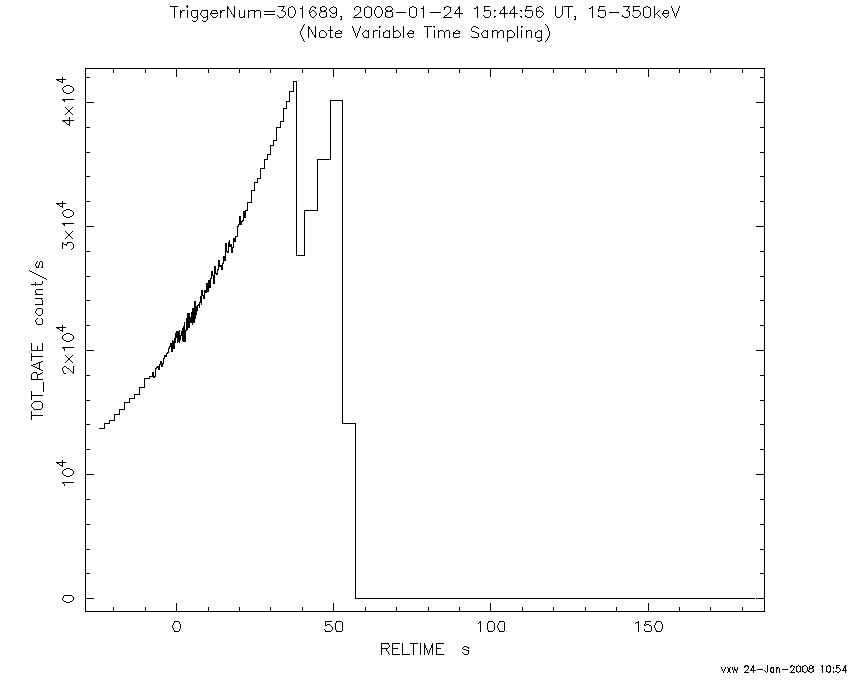 TriggerNum=301689, 2008-01-24 15:44:56 UT, 15-350keV
(Note Variable Time Sampling)
4×10⁴
3×10⁴
2×10⁴
10⁴
0
TOT_RATE count/s
0 50 100 150
RELTIME s
vxw 24-Jan-2008 10:54